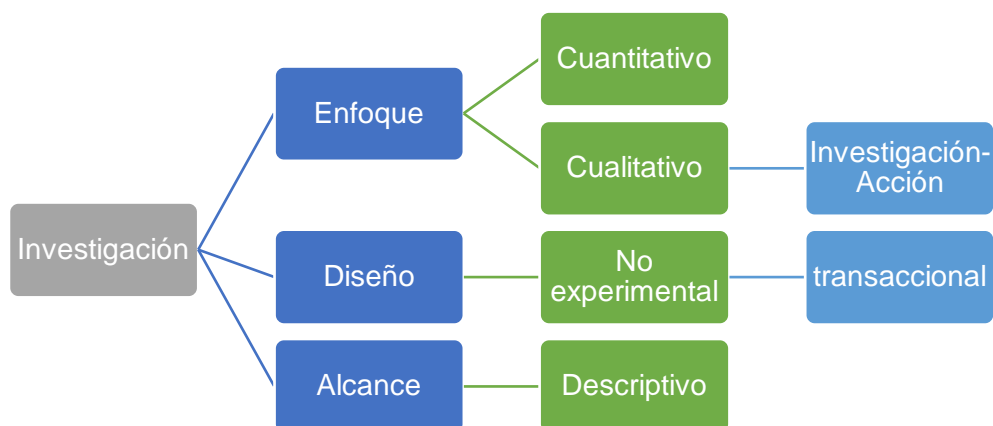 Investigación
Enfoque
Cuantitativo
Cualitativo
Investigación-
Acción
Diseño
No
experimental
transaccional
Alcance
Descriptivo